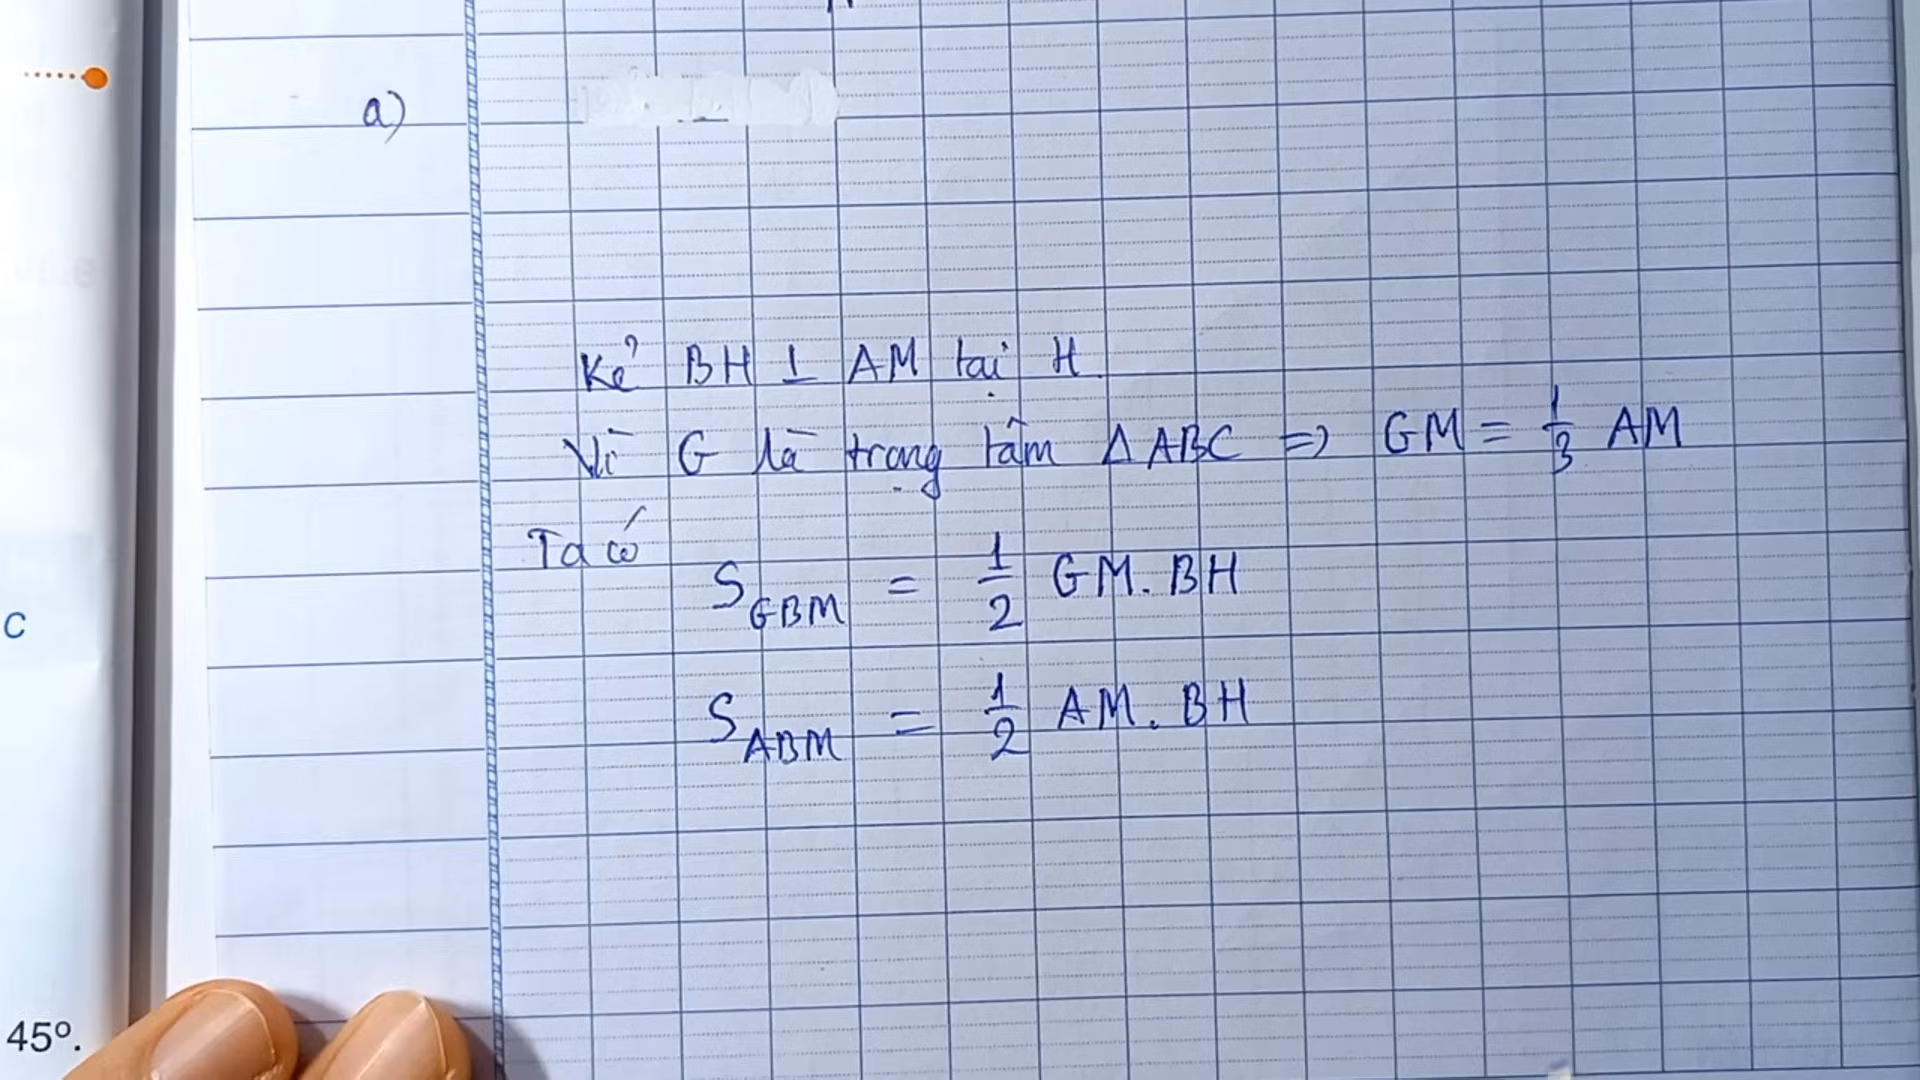 a)
Kẻ BH ⊥ AM tại H.
Vì G là trọng tâm Δ ABC => GM = 1/3 AM
Ta có
S_GBM = 1/2 GM. BH
S_ABM = 1/2 AM. BH
C
45°.